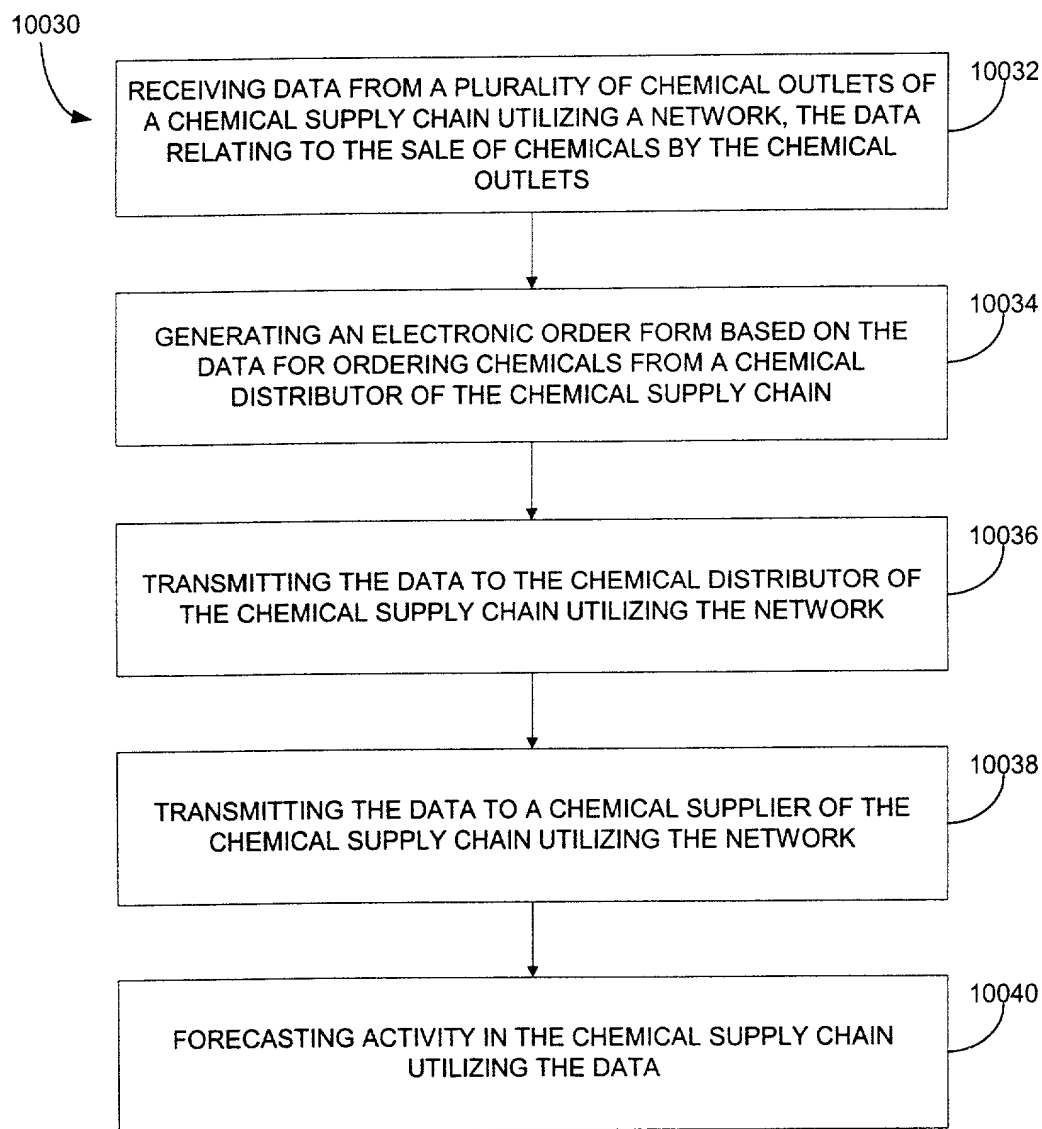 10030
RECEIVING DATA FROM A PLURALITY OF CHEMICAL OUTLETS OF
A CHEMICAL SUPPLY CHAIN UTILIZING A NETWORK, THE DATA
RELATING TO THE SALE OF CHEMICALS BY THE CHEMICAL
OUTLETS
10032
GENERATING AN ELECTRONIC ORDER FORM BASED ON THE
DATA FOR ORDERING CHEMICALS FROM A CHEMICAL
DISTRIBUTOR OF THE CHEMICAL SUPPLY CHAIN
10034
TRANSMITTING THE DATA TO THE CHEMICAL DISTRIBUTOR OF
THE CHEMICAL SUPPLY CHAIN UTILIZING THE NETWORK
10036
TRANSMITTING THE DATA TO A CHEMICAL SUPPLIER OF THE
CHEMICAL SUPPLY CHAIN UTILIZING THE NETWORK
10038
FORECASTING ACTIVITY IN THE CHEMICAL SUPPLY CHAIN
UTILIZING THE DATA
10040